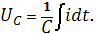 U_C = \frac{1}{C} \int i dt.